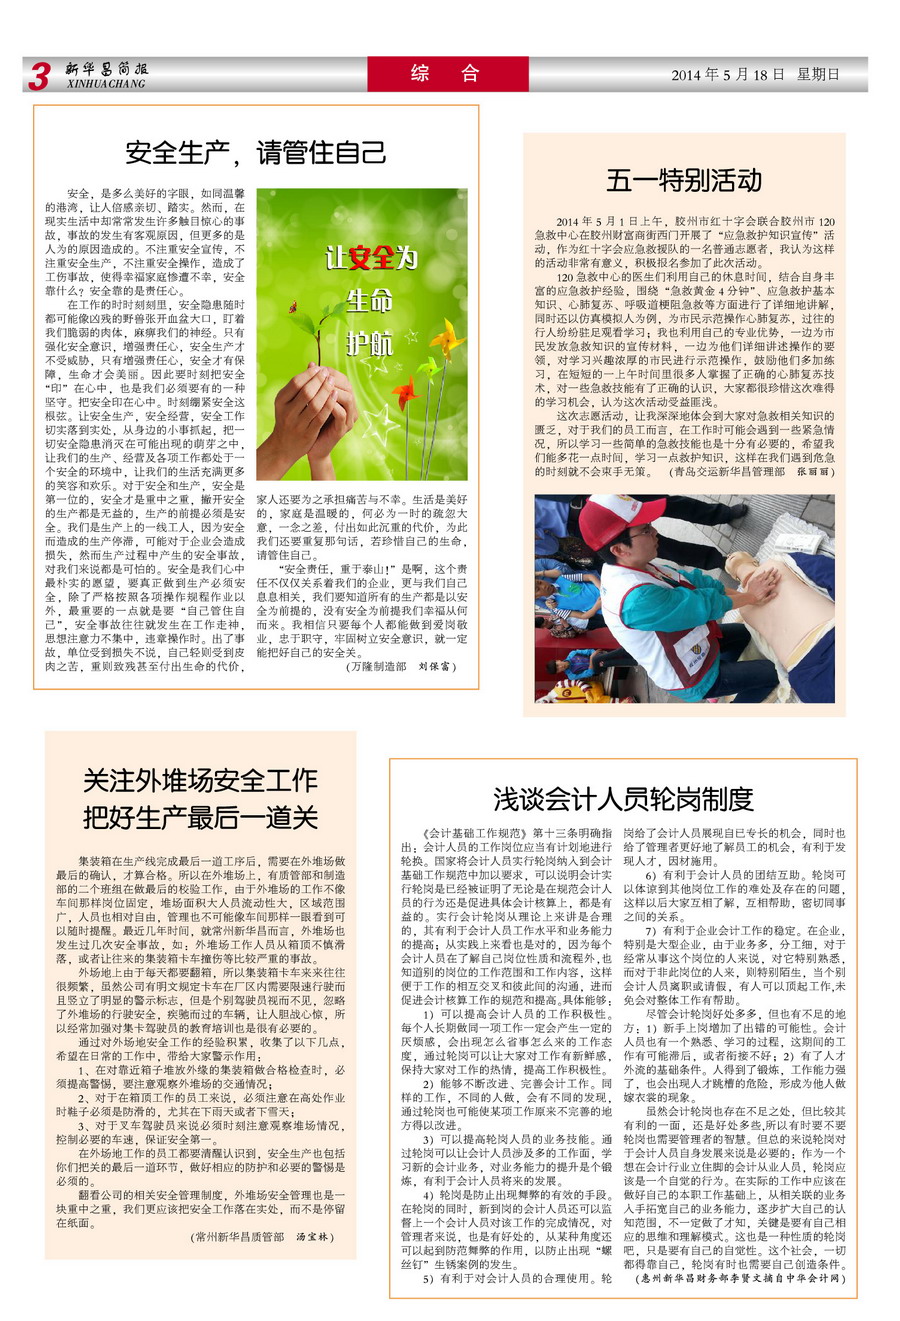 3
新华昌简报
XINHUACHANG
综 合
2014年5月18日 星期日
安全生产，请管住自己
安全，是多么美好的字眼，如同温馨
的港湾，让人倍感亲切、踏实。然而，在
现实生活中却常常发生许多触目惊心的事
故，事故的发生有客观原因，但更多的是
人为的原因造成的。不注重安全宣传，不
注重安全生产，不注重安全操作，造成了
工伤事故，使得幸福家庭惨遭不幸，安全
靠什么？安全靠的是责任心。
在工作的时时刻刻里，安全隐患随时
都可能像凶残的野兽张开血盆大口，盯着
我们脆弱的肉体，麻痹我们的神经。只有
强化安全意识，增强责任心，安全生产才
不受威胁，只有增强责任心，安全才有保
障，生命才会美丽。因此要时刻把安全
“印”在心中，也是我们必须要有的一种
坚守。把安全印在心中。时刻绷紧安全这
根弦。让安全生产，安全经营，安全工作
切实落到实处，从身边的小事抓起，把一
切安全隐患消灭在可能出现的萌芽之中，
让我们的生产、经营及各项工作都处于一
个安全的环境中，让我们的生活充满更多
的笑容和欢乐。对于安全和生产，安全是
第一位的，安全才是重中之重，撇开安全
的生产都是无益的，生产的前提必须是安
全。我们是生产上的一线工人，因为安全
而造成的生产停滞，可能对于企业会造成
损失，然而生产过程中产生的安全事故，
对我们来说都是可怕的。安全是我们心中
最朴实的愿望，要真正做到生产必须安
全，除了严格按照各项操作规程作业以
外，最重要的一点就是要“自己管住自
己”，安全事故往往就发生在工作走神，
思想注意力不集中，违章操作时。出了事
故，单位受到损失不说，自己轻则受到皮
肉之苦，重则致残甚至付出生命的代价，
让安全为
生命
护航
家人还要为之承担痛苦与不幸。生活是美好
的，家庭是温暖的，何必为一时的疏忽大
意，一念之差，付出如此沉重的代价，为此
我们还要重复那句话，若珍惜自己的生命，
请管住自己。
“安全责任，重于泰山！”是啊，这个责
任不仅仅关系着我们的企业，更与我们自己
息息相关，我们要知道所有的生产都是以安
全为前提的，没有安全为前提我们幸福从何
而来。我相信只要每个人都能做到爱岗敬
业，忠于职守，牢固树立安全意识，就一定
能把好自己的安全关。
（万隆制造部 刘保富）
五一特别活动
2014年5月1日上午，胶州市红十字会联合胶州市120
急救中心在胶州财富商街西门开展了“应急救护知识宣传”活
动，作为红十字会应急救援队的一名普通志愿者，我认为这样
的活动非常有意义，积极报名参加了此次活动。
120急救中心的医生们利用自己的休息时间，结合自身丰
富的应急救护经验，围绕“急救黄金4分钟”、应急救护基本
知识、心肺复苏、呼吸道梗阻急救等方面进行了详细地讲解，
同时还以仿真模拟人为例，为市民示范操作心肺复苏，过往的
行人纷纷驻足观看学习；我也利用自己的专业优势，一边为市
民发放急救知识的宣传材料，一边为他们详细讲述操作的要
领，对学习兴趣浓厚的市民进行示范操作，鼓励他们多加练
习，在短短的一上午时间里很多人掌握了正确的心肺复苏技
术，对一些急救技能有了正确的认识，大家都很珍惜这次难得
的学习机会，认为这次活动受益匪浅。
这次志愿活动，让我深深地体会到大家对急救相关知识的
匮乏，对于我们的员工而言，在工作时可能会遇到一些紧急情
况，所以学习一些简单的急救技能也是十分有必要的，希望我
们能多花一点时间，学习一点救护知识，这样在我们遇到危急
的时刻就不会束手无策。（青岛交运新华昌管理部 张丽丽）
关注外堆场安全工作
把好生产最后一道关
集装箱在生产线完成最后一道工序后，需要在外堆场做
最后的确认，才算合格。所以在外堆场上，有质管部和制造
部的二个班组在做最后的校验工作，由于外堆场的工作不像
车间那样岗位固定，堆场面积大人员流动性大，区域范围
广，人员也相对自由，管理也不可能像车间那样一眼看到可
以随时提醒。最近几年时间，就常州新华昌而言，外堆场也
发生过几次安全事故，如：外堆场工作人员从箱顶不慎滑
落，或者让往来的集装箱卡车撞伤等比较严重的事故。
外场地上由于每天都要翻箱，所以集装箱卡车来来往往
很频繁，虽然公司有明文规定卡车在厂区内需要限速行驶而
且竖立了明显的警示标志，但是个别驾驶员视而不见，忽略
了外堆场的行驶安全，疾驰而过的车辆，让人胆战心惊，所
以经常加强对集卡驾驶员的教育培训也是很有必要的。
通过对外场地安全工作的经验积累，收集了以下几点，
希望在日常的工作中，带给大家警示作用：
1、在对靠近箱子堆放外缘的集装箱做合格检查时，必
须提高警惕，要注意观察外堆场的交通情况；
2、对于在箱顶工作的员工来说，必须注意在高处作业
时鞋子必须是防滑的，尤其在下雨天或者下雪天；
3、对于叉车驾驶员来说必须时刻注意观察堆场情况，
控制必要的车速，保证安全第一。
在外场地工作的员工都要清醒认识到，安全生产也包括
你们把关的最后一道环节，做好相应的防护和必要的警惕是
必须的。
翻看公司的相关安全管理制度，外堆场安全管理也是一
块重中之重，我们更应该把安全工作落在实处，而不是停留
在纸面。
（常州新华昌质管部 汤宝林）
浅谈会计人员轮岗制度
《会计基础工作规范》第十三条明确指
出：会计人员的工作岗位应当有计划地进行
轮换。国家将会计人员实行轮岗纳入到会计
基础工作规范中加以要求，可以说明会计实
行轮岗是已经被证明了无论是在规范会计人
员的行为还是促进具体会计核算上，都是有
益的。实行会计轮岗从理论上来讲是合理
的，其有利于会计人员工作水平和业务能力
的提高；从实践上来看也是对的，因为每个
会计人员在了解自己岗位性质和流程外，也
知道别的岗位的工作范围和工作内容，这样
便于工作的相互交叉和彼此间的沟通，进而
促进会计核算工作的规范和提高。具体能够：
1）可以提高会计人员的工作积极性。
每个人长期做同一项工作一定会产生一定的
厌烦感，会出现怎么省事怎么来的工作态
度，通过轮岗可以让大家对工作有新鲜感，
保持大家对工作的热情，提高工作积极性。
2）能够不断改进、完善会计工作。同
样的工作，不同的人做，会有不同的发现，
通过轮岗也可能使某项工作原来不完善的地
方得以改进。
3）可以提高轮岗人员的业务技能。通
过轮岗可以让会计人员涉及多的工作面，学
习新的会计业务，对业务能力的提升是个锻
炼，有利于会计人员将来的发展。
4）轮岗是防止出现舞弊的有效的手段。
在轮岗的同时，新到岗的会计人员还可以监
督上一个会计人员对该工作的完成情况，对
管理者来说，也是有好处的，从某种角度还
可以起到防范舞弊的作用，以防止出现“螺
丝钉”生锈案例的发生。
5）有利于对会计人员的合理使用。轮
岗给了会计人员展现自已专长的机会，同时也
给了管理者更好地了解员工的机会，有利于发
现人才，因材施用。
6）有利于会计人员的团结互助。轮岗可
以体谅到其他岗位工作的难处及存在的问题，
这样以后大家互相了解，互相帮助，密切同事
之间的关系。
7）有利于企业会计工作的稳定。在企业，
特别是大型企业，由于业务多，分工细，对于
经常从事这个岗位的人来说，对它特别熟悉，
而对于非此岗位的人来，则特别陌生，当个别
会计人员离职或请假，有人可以顶起工作，未
免会对整体工作有帮助。
尽管会计轮岗好处多多，但也有不足的地
方：1）新手上岗增加了出错的可能性。会计
人员也有一个熟悉、学习的过程，这期间的工
作有可能滞后，或者衔接不好；2）有了人才
外流的基础条件。人得到了锻炼，工作能力强
了，也会出现人才跳槽的危险，形成为他人做
嫁衣裳的现象。
虽然会计轮岗也存在不足之处，但比较其
有利的一面，还是好处多些，所以有时要不要
轮岗也需要管理者的智慧。但总的来说轮岗对
于会计人员自身发展来说是必要的：作为一个
想在会计行业立住脚的会计从业人员，轮岗应
该是一个自觉的行为。在实际的工作中应该在
做好自己的本职工作基础上，从相关联的业务
入手拓宽自己的业务能力，逐步扩大自己的认
知范围，不一定做了才知，关键是要有自己相
应的思维和理解模式。这也是一种性质的轮岗
吧，只是要有自己的自觉性。这个社会，一切
都得靠自己，轮岗有时也需要自己创造条件。
（惠州新华昌财务部李贤文摘自中华会计网）